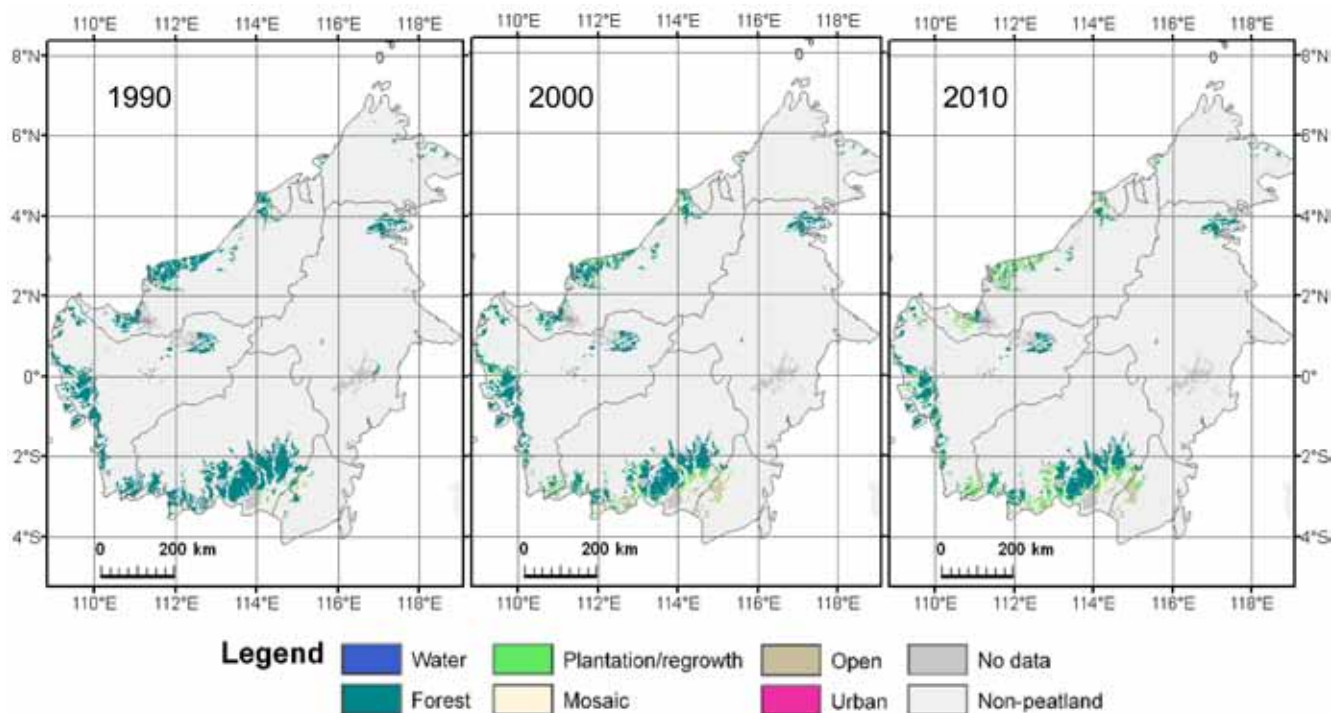 110°E 112°E 114°E 116°E 118°E 110°E 112°E 114°E 116°E 118°E 110°E 112°E 114°E 116°E 118°E
8°N 8°N
1990 2000 2010
6°N 6°N
4°N 4°N
2°N 2°N
0° 0°
2°S 2°S
4°S 4°S
0 200 km 0 200 km 0 200 km
110°E 112°E 114°E 116°E 118°E 110°E 112°E 114°E 116°E 118°E 110°E 112°E 114°E 116°E 118°E
Legend Water Plantation/regrowth Open No data
Forest Mosaic Urban Non-peatland